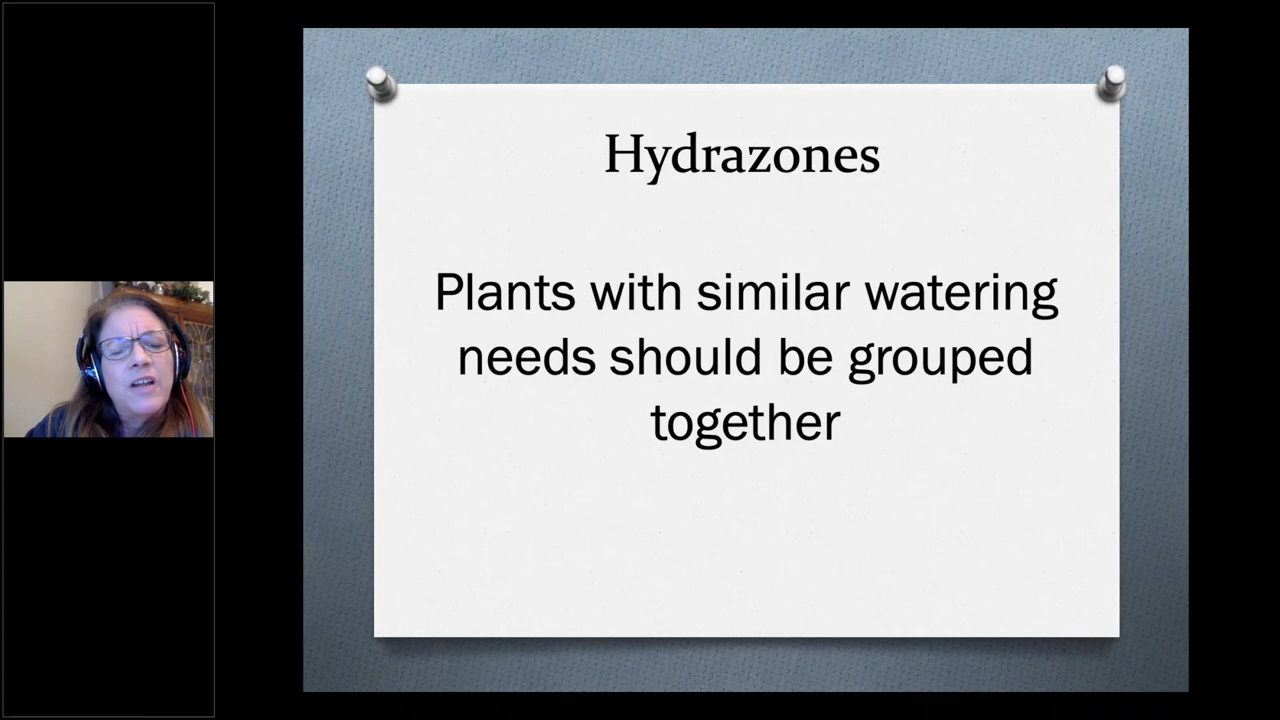 Hydrazones
Plants with similar watering
needs should be grouped
together